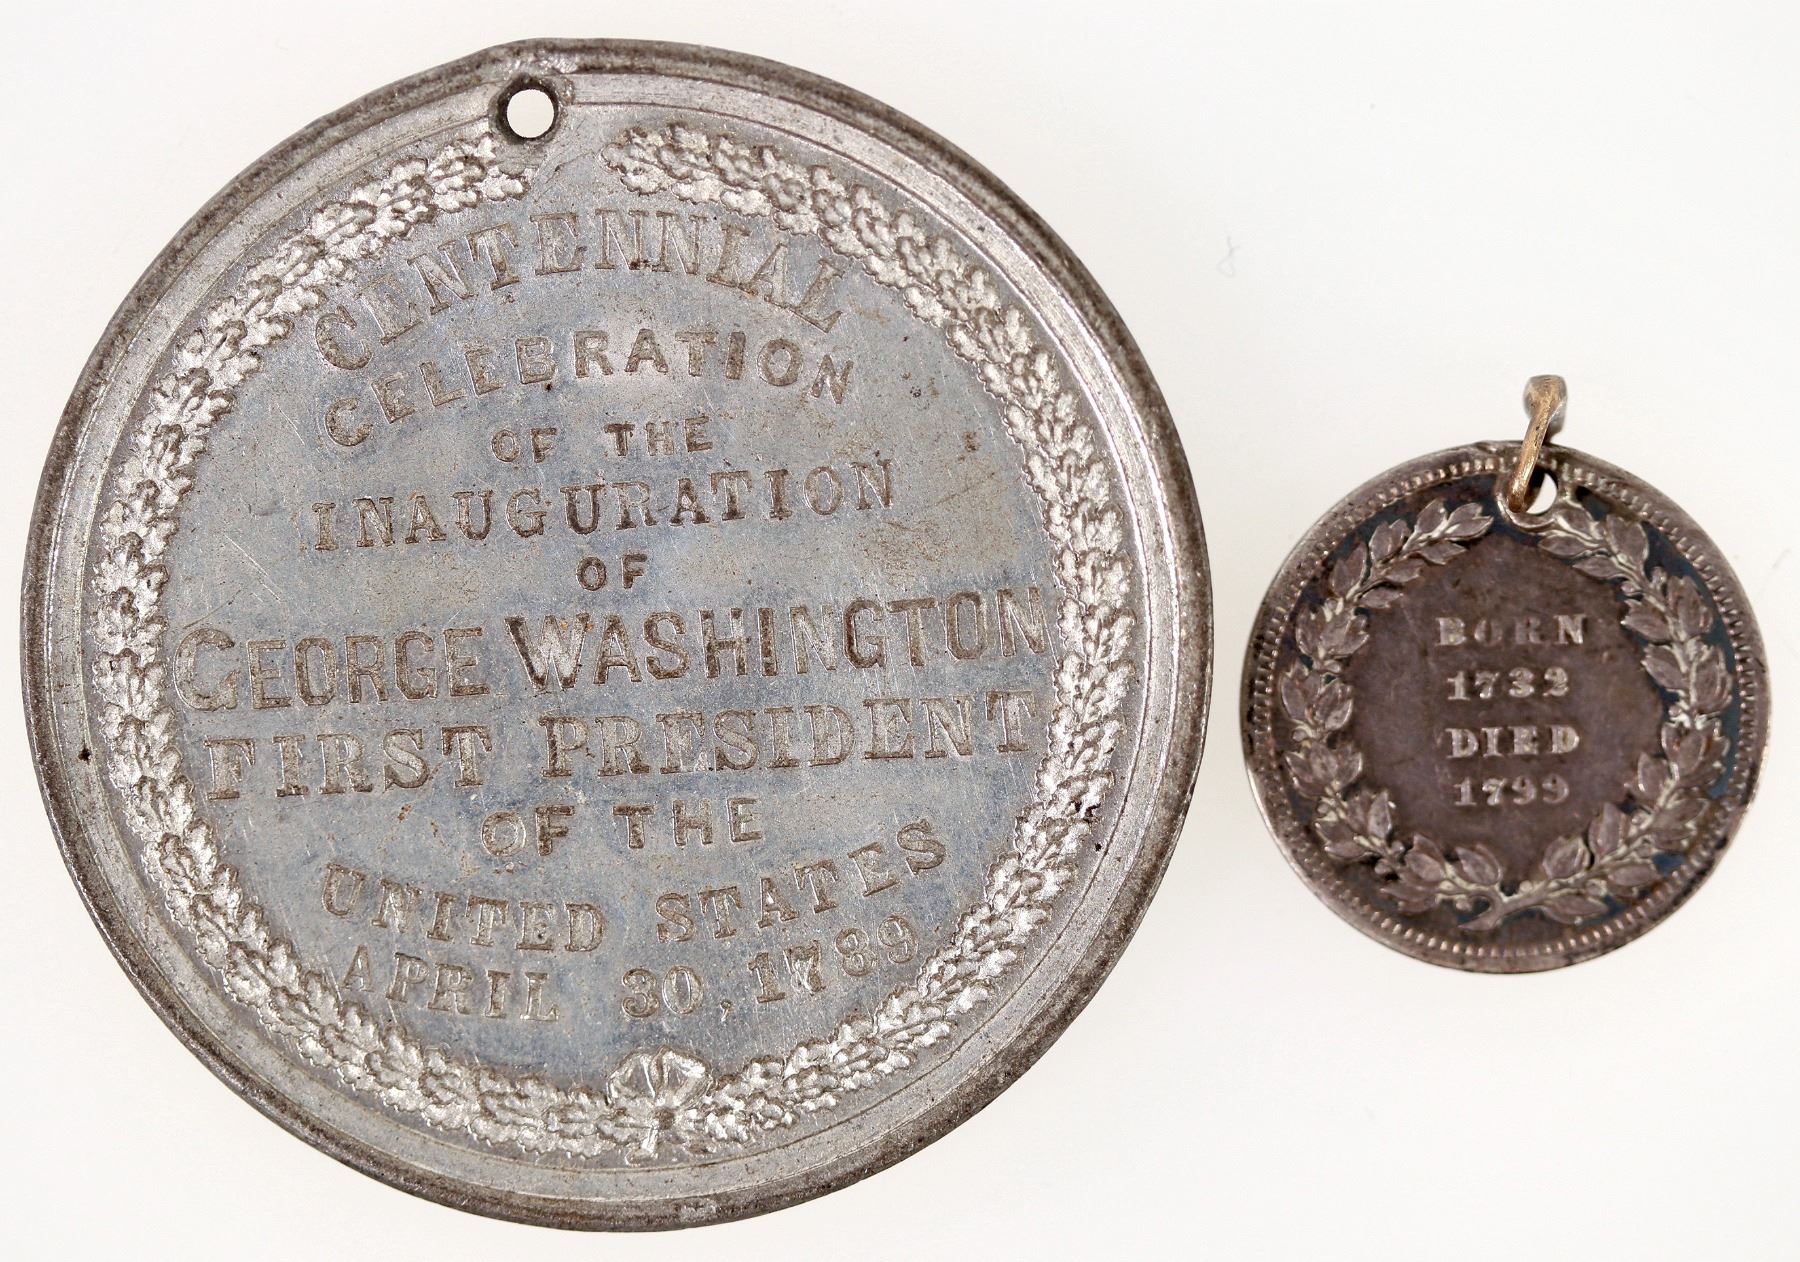 CENTENNIAL
CELEBRATION
OF THE
INAUGURATION
OF
GEORGE WASHINGTON
FIRST PRESIDENT
OF THE
UNITED STATES
APRIL 30, 1789
BORN
1732
DIED
1799